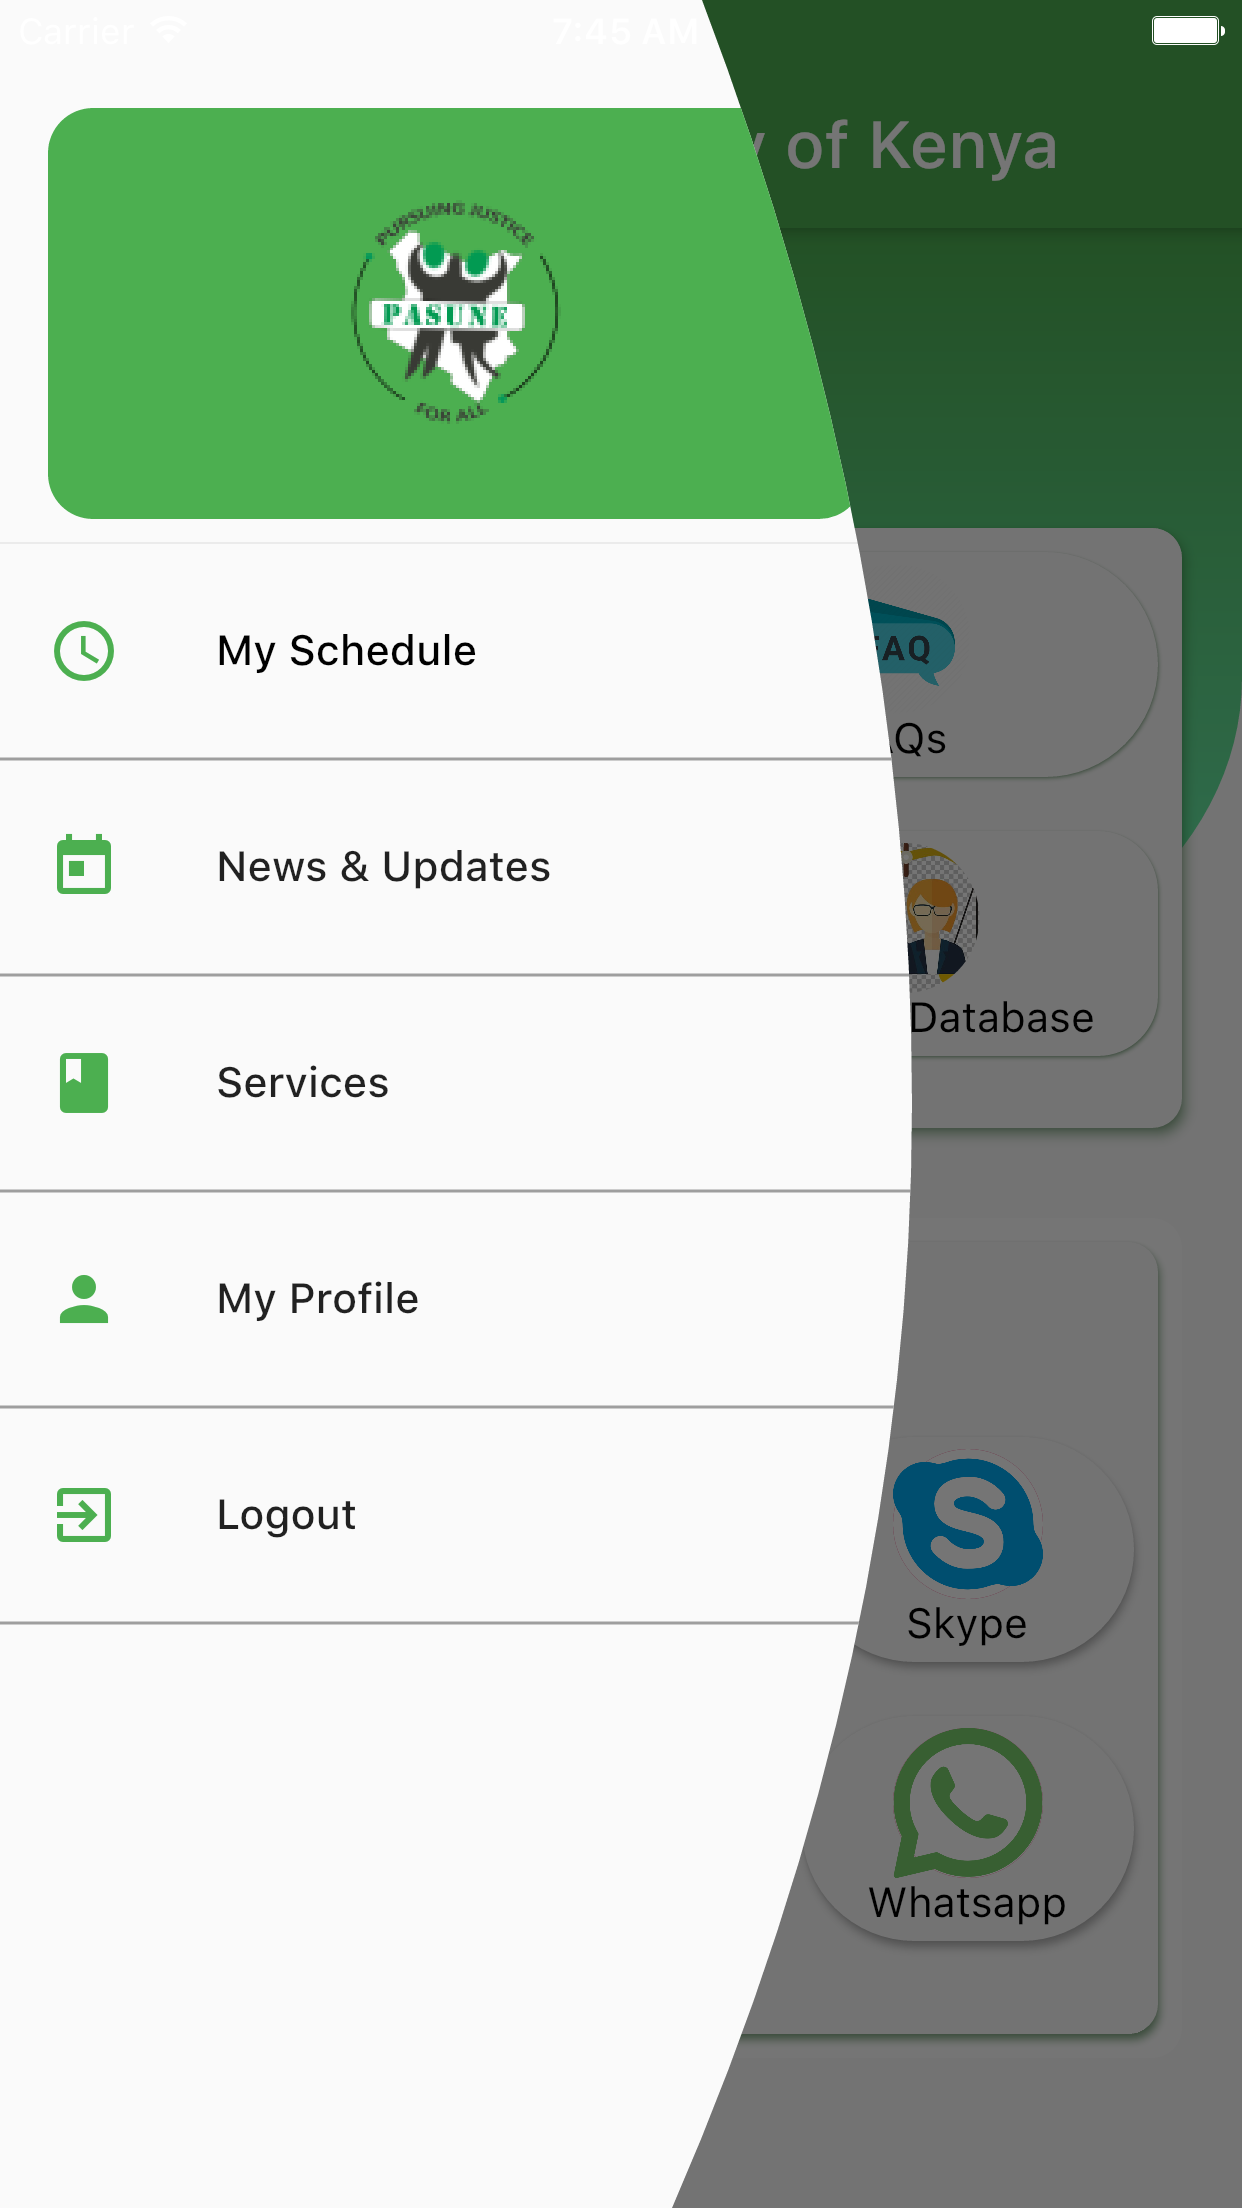 Carrier 7:45 AM
of Kenya
PURSUING JUSTICE
PASUNE
FOR ALL
My Schedule
FAQ
AQs
News & Updates
Database
Services
My Profile
Logout
Skype
Whatsapp